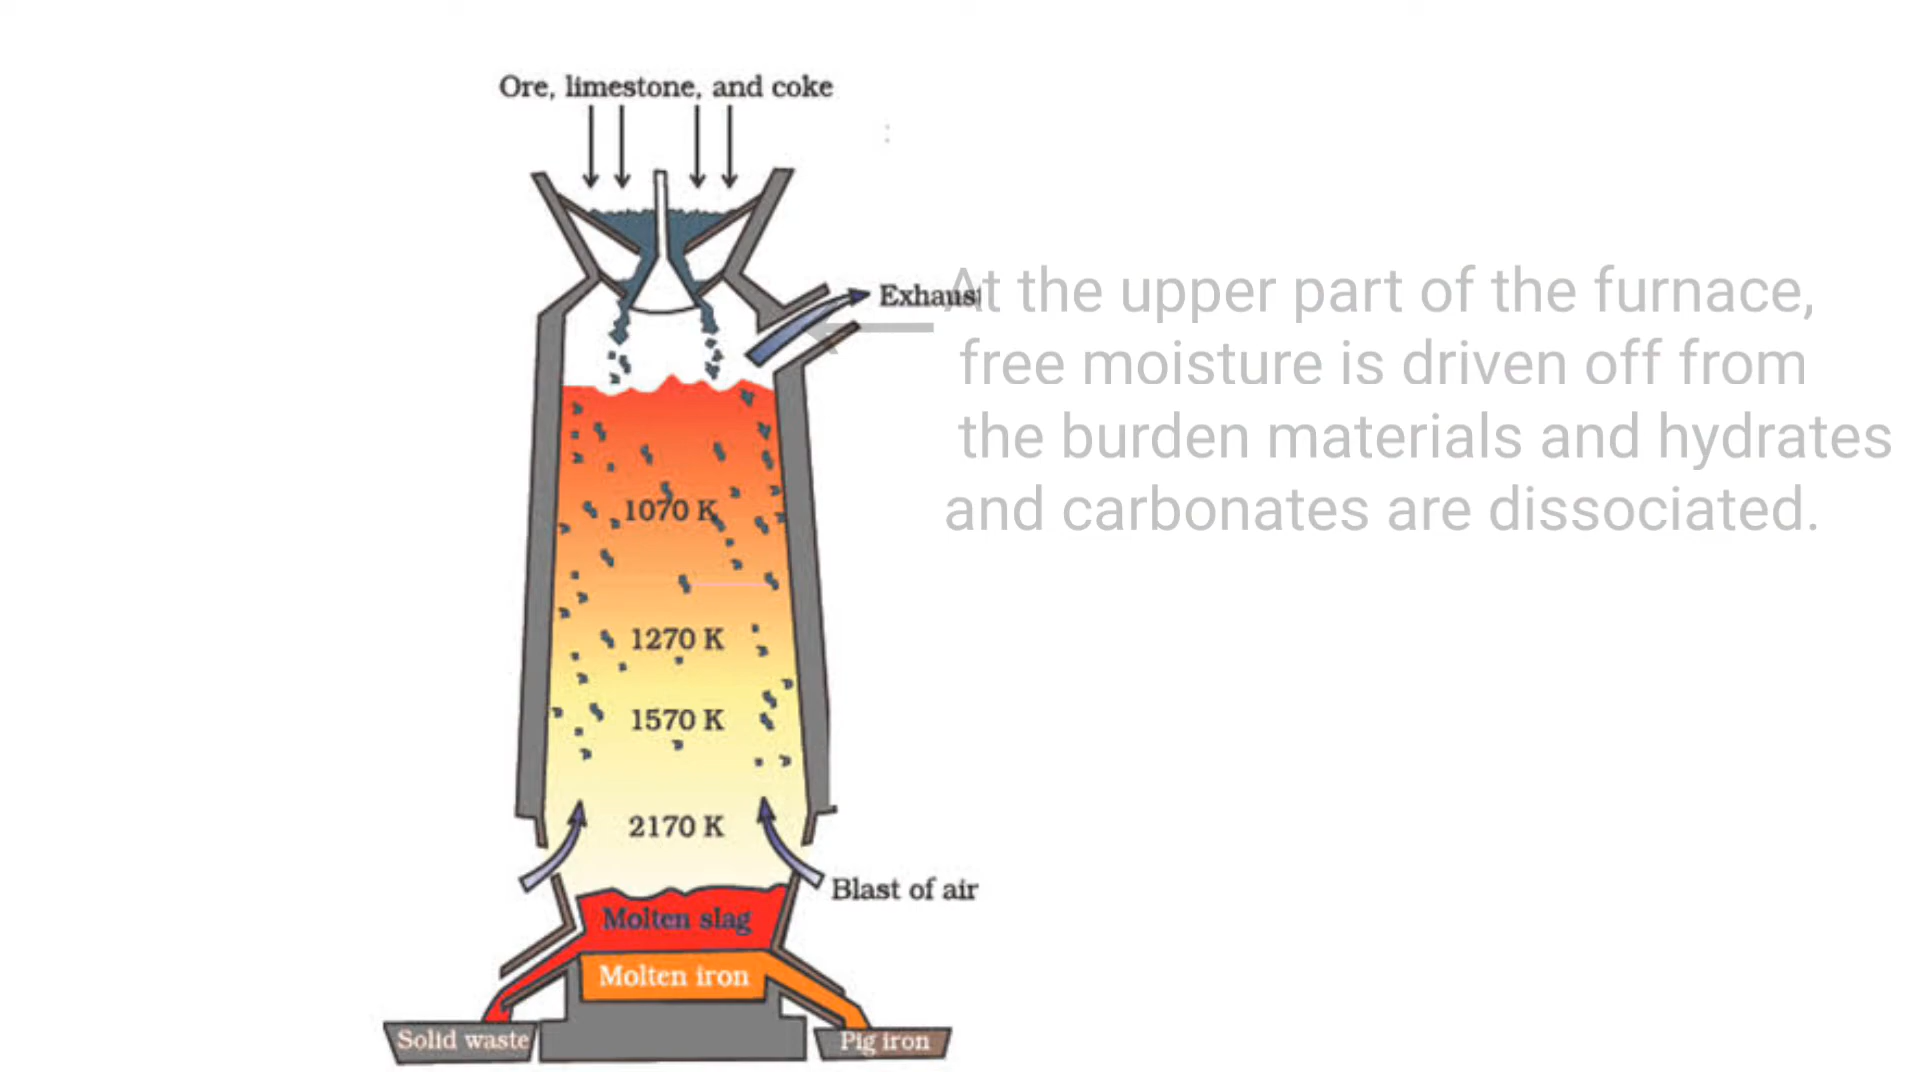 Ore, limestone, and coke
Exhaust
At the upper part of the furnace,
free moisture is driven off from
the burden materials and hydrates
and carbonates are dissociated.
1070 K
1270 K
1570 K
2170 K
Blast of air
Molten slag
Molten iron
Solid waste
Pig iron